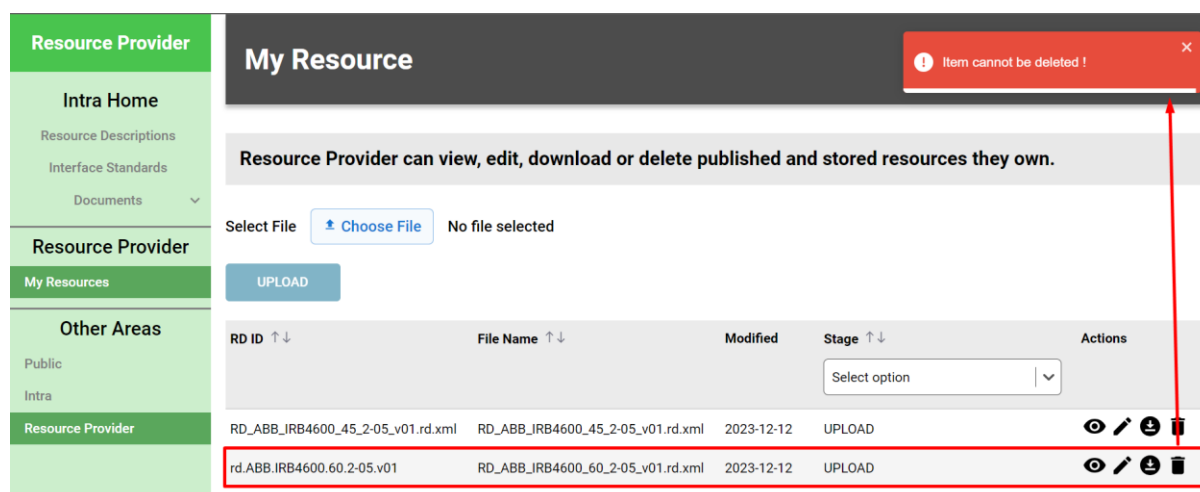 Resource Provider
Intra Home
Resource Descriptions
Interface Standards
Documents
Resource Provider
My Resources
Other Areas
Public
Intra
Resource Provider
My Resource
Item cannot be deleted !
Resource Provider can view, edit, download or delete published and stored resources they own.
Select File Choose File No file selected
UPLOAD
RD ID File Name Modified Stage Actions
Select option
RD_ABB_IRB4600_45_2-05_v01.rd.xml RD_ABB_IRB4600_45_2-05_v01.rd.xml 2023-12-12 UPLOAD
rd.ABB.IRB4600.60.2-05.v01 RD_ABB_IRB4600_60_2-05_v01.rd.xml 2023-12-12 UPLOAD